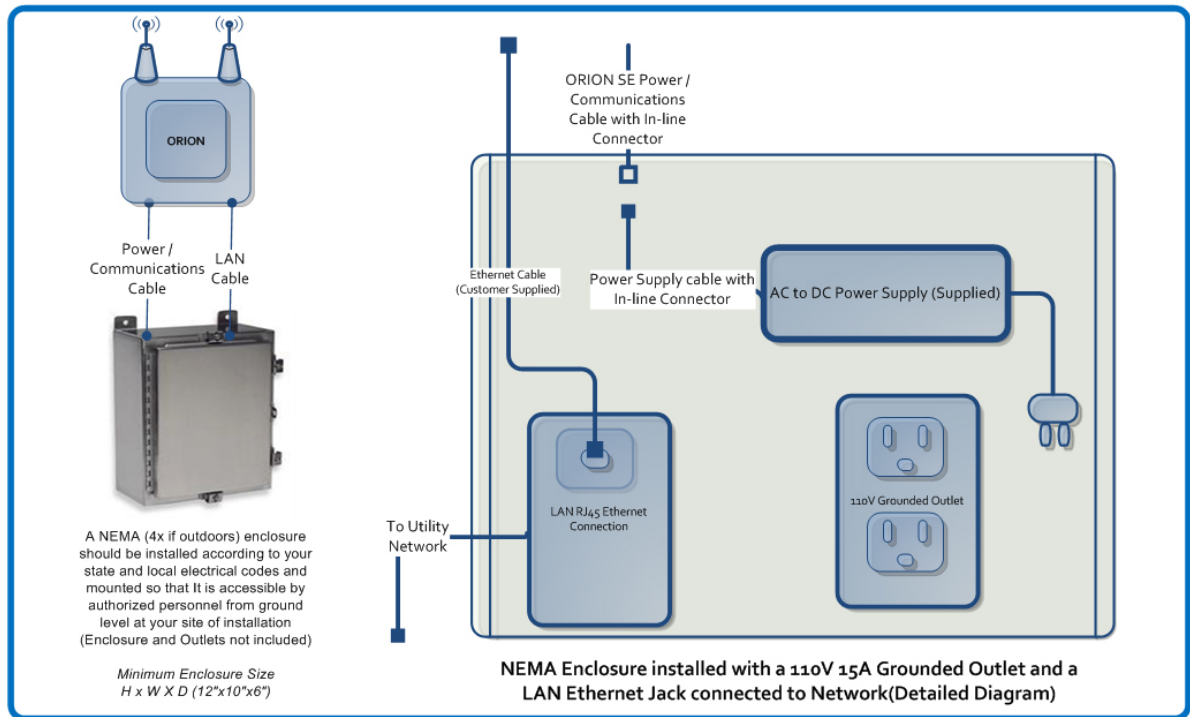 ORION
Power /
Communications
Cable
LAN
Cable
A NEMA (4x if outdoors) enclosure
should be installed according to your
state and local electrical codes and
mounted so that It is accessible by
authorized personnel from ground
level at your site of installation
(Enclosure and Outlets not included)
Minimum Enclosure Size
H x W X D (12"x10"x6")
ORION SE Power /
Communications
Cable with In-line
Connector
Ethernet Cable
(Customer Supplied)
Power Supply cable with
In-line Connector
AC to DC Power Supply (Supplied)
LAN RJ45 Ethernet
Connection
110V Grounded Outlet
To Utility
Network
NEMA Enclosure installed with a 110V 15A Grounded Outlet and a
LAN Ethernet Jack connected to Network(Detailed Diagram)